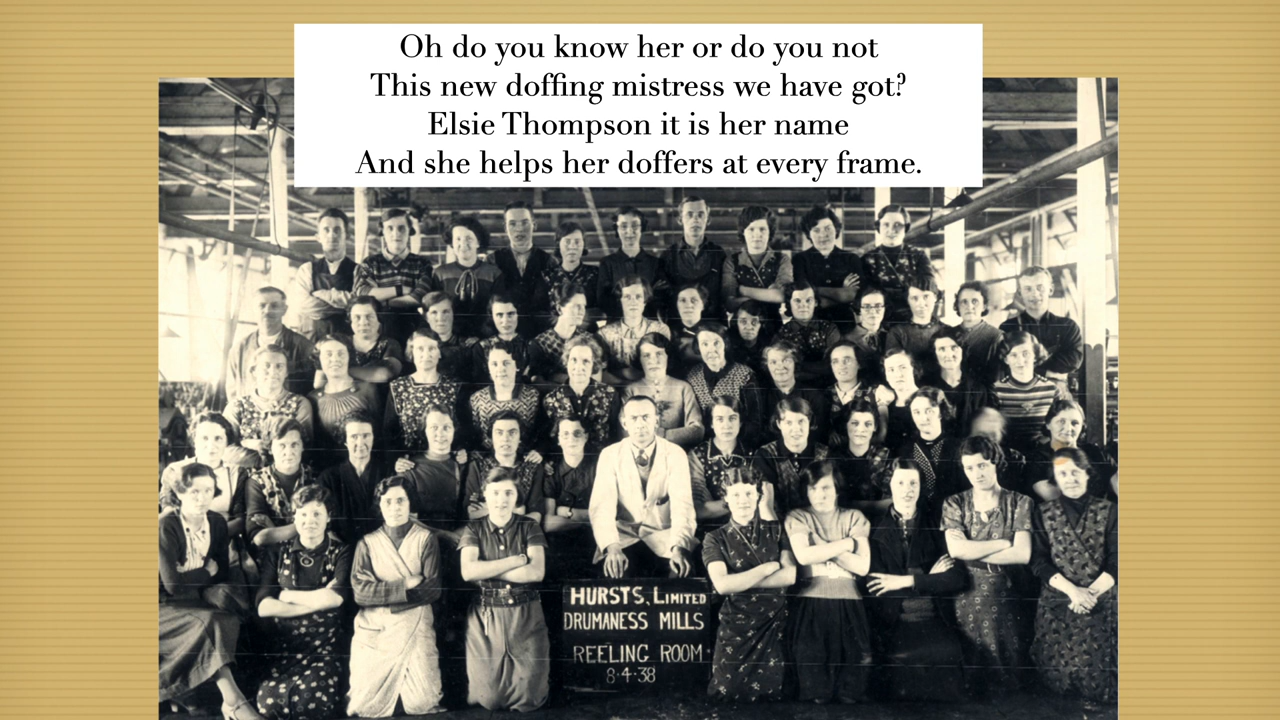 Oh do you know her or do you not
This new doffing mistress we have got?
Elsie Thompson it is her name
And she helps her doffers at every frame.
HURSTS, LIMITED
DRUMANESS MILLS
REELING ROOM
8·4·38